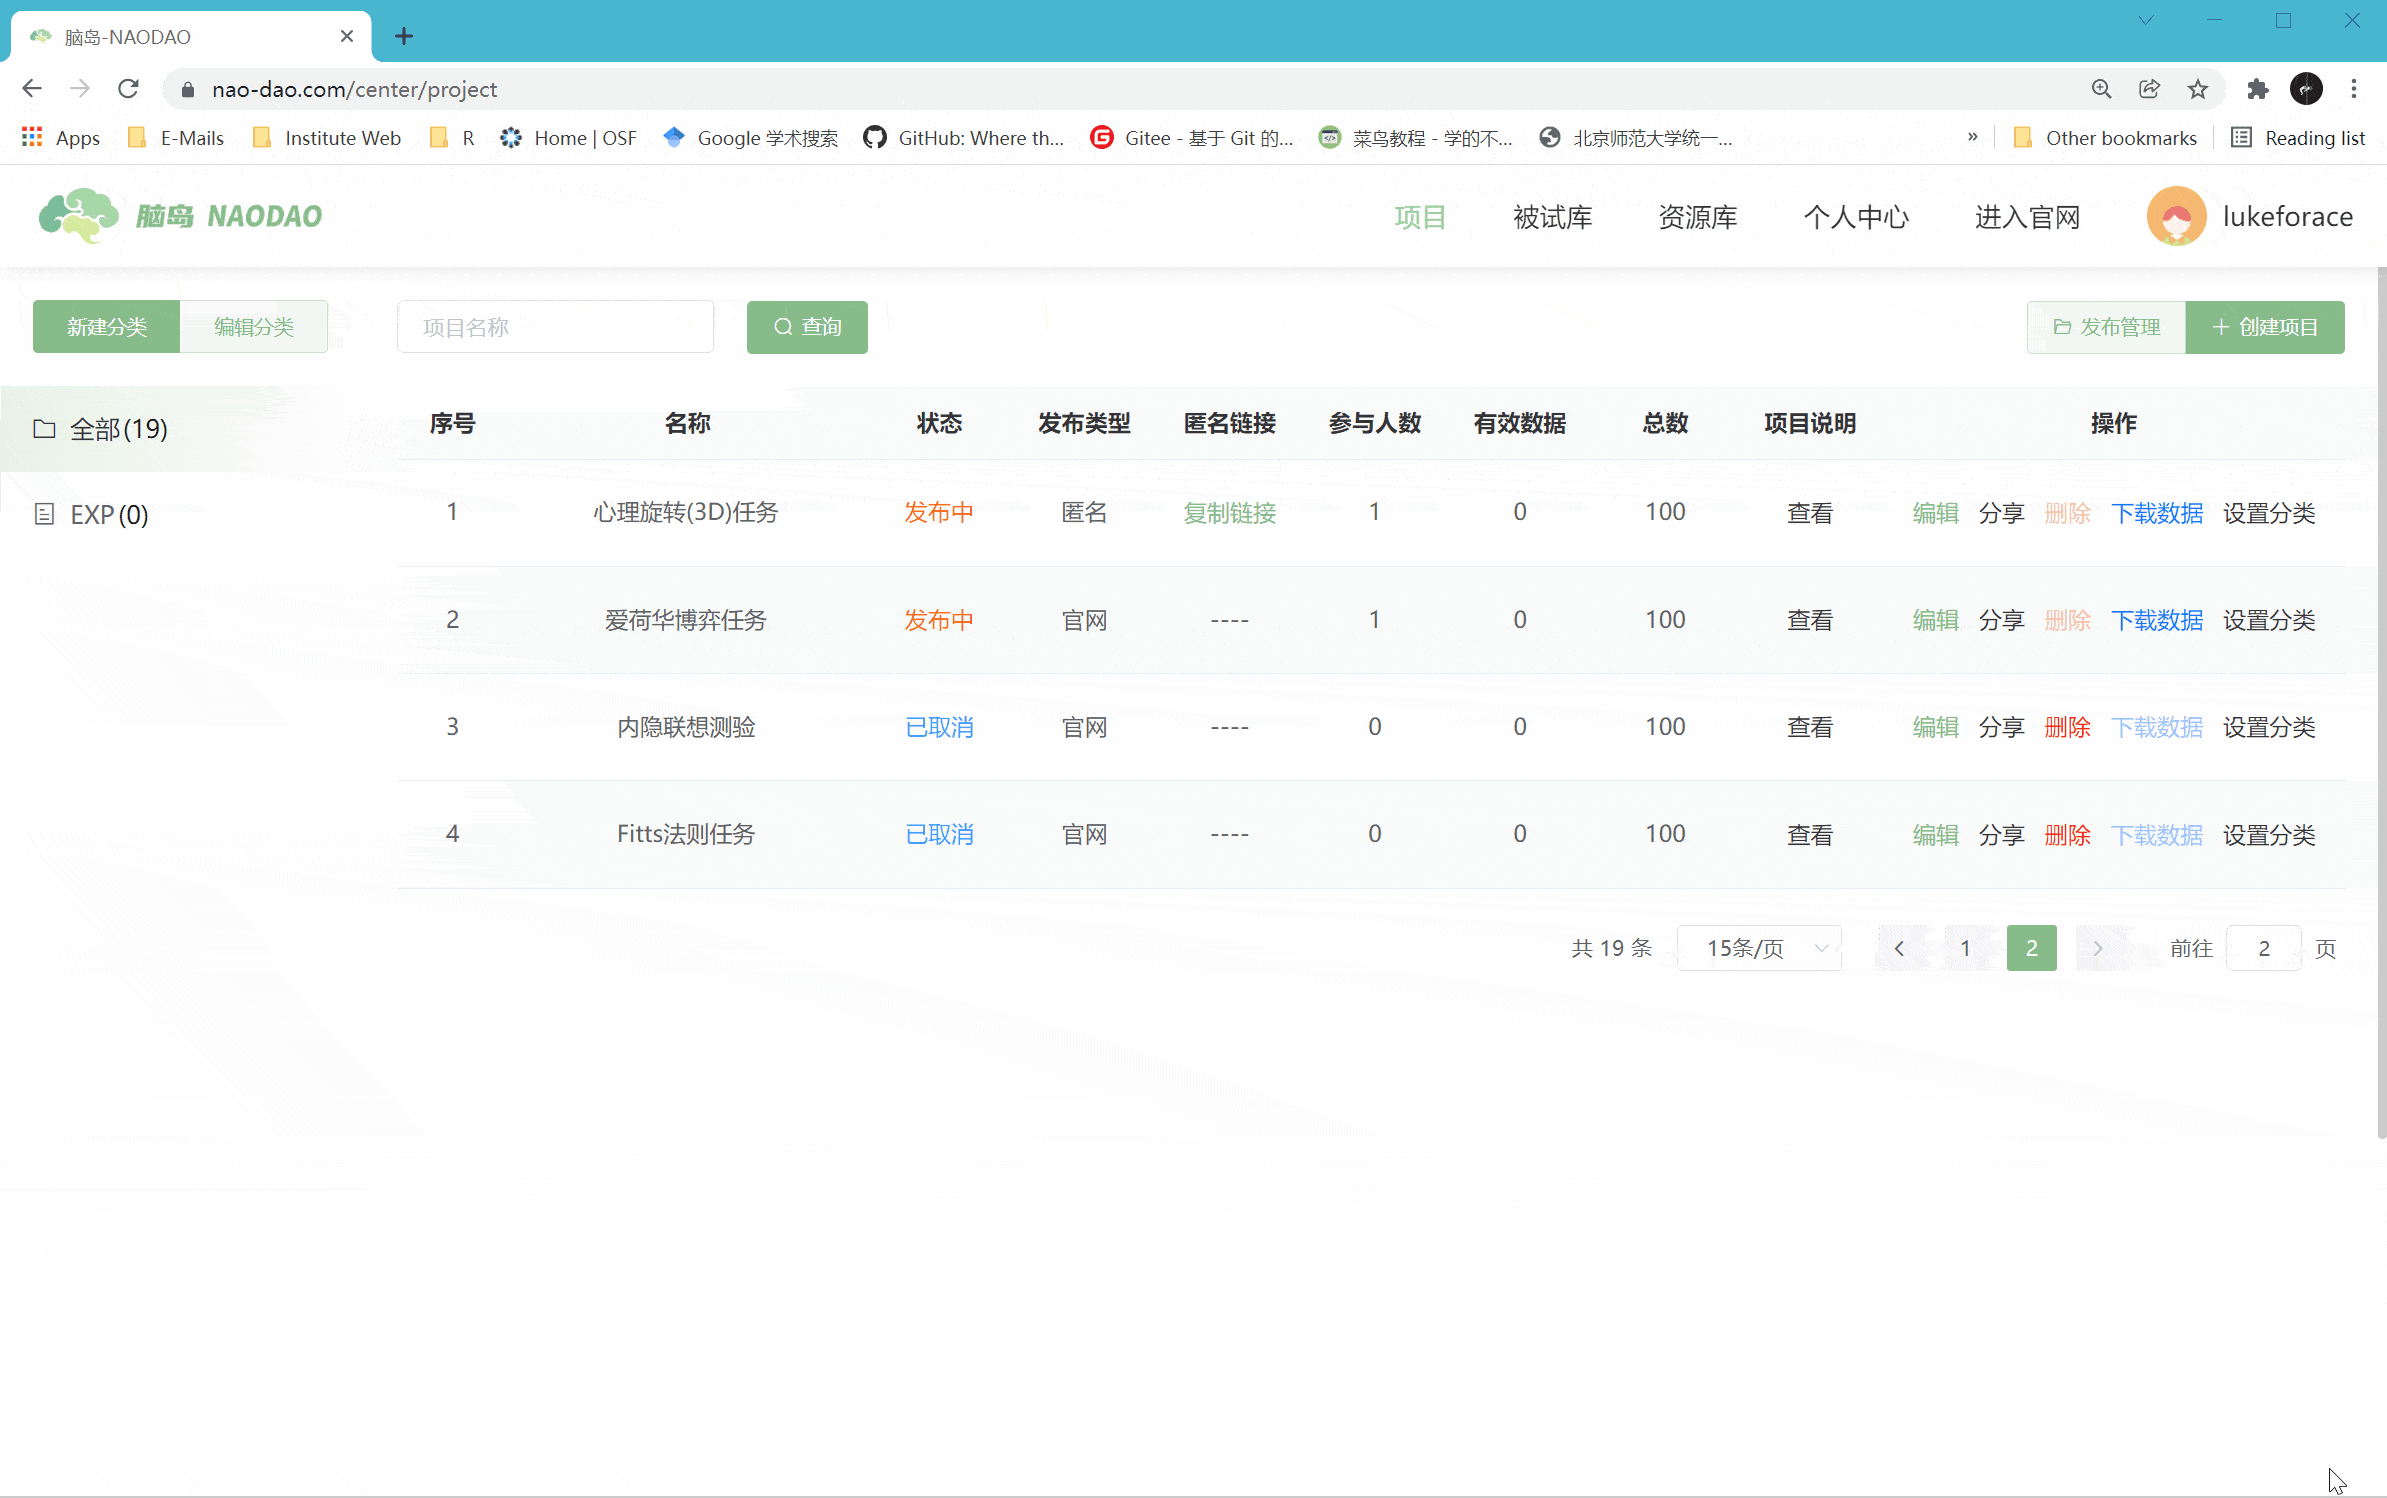 脑岛-NAODAO
nao-dao.com/center/project
Apps E-Mails Institute Web R Home | OSF Google 学术搜索 GitHub: Where th... Gitee - 基于 Git 的... 菜鸟教程 - 学的不... 北京师范大学统一... » Other bookmarks Reading list
脑岛 NAODAO 项目 被试库 资源库 个人中心 进入官网 lukeforace
新建分类 编辑分类 项目名称 查询 发布管理 创建项目
全部(19)
EXP(0)
序号 名称 状态 发布类型 匿名链接 参与人数 有效数据 总数 项目说明 操作
1 心理旋转(3D)任务 发布中 匿名 复制链接 1 0 100 查看 编辑 分享 删除 下载数据 设置分类
2 爱荷华博弈任务 发布中 官网 ---- 1 0 100 查看 编辑 分享 删除 下载数据 设置分类
3 内隐联想测验 已取消 官网 ---- 0 0 100 查看 编辑 分享 删除 下载数据 设置分类
4 Fitts法则任务 已取消 官网 ---- 0 0 100 查看 编辑 分享 删除 下载数据 设置分类
共 19 条 15条/页 1 2 前往 2 页